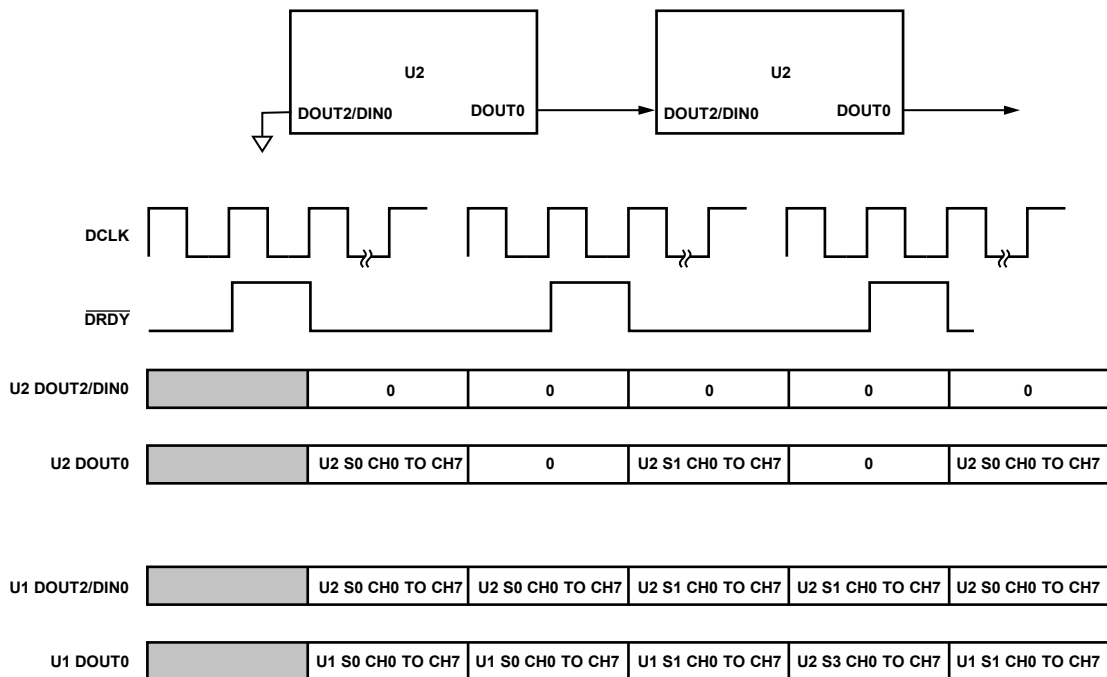 U2
DOUT2/DIN0 DOUT0
U2
DOUT2/DIN0 DOUT0
DCLK
DRDY
U2 DOUT2/DIN0 0 0 0 0 0
U2 DOUT0 U2 S0 CH0 TO CH7 0 U2 S1 CH0 TO CH7 0 U2 S0 CH0 TO CH7
U1 DOUT2/DIN0 U2 S0 CH0 TO CH7 U2 S0 CH0 TO CH7 U2 S1 CH0 TO CH7 U2 S1 CH0 TO CH7 U2 S0 CH0 TO CH7
U1 DOUT0 U1 S0 CH0 TO CH7 U1 S0 CH0 TO CH7 U1 S1 CH0 TO CH7 U2 S3 CH0 TO CH7 U1 S1 CH0 TO CH7